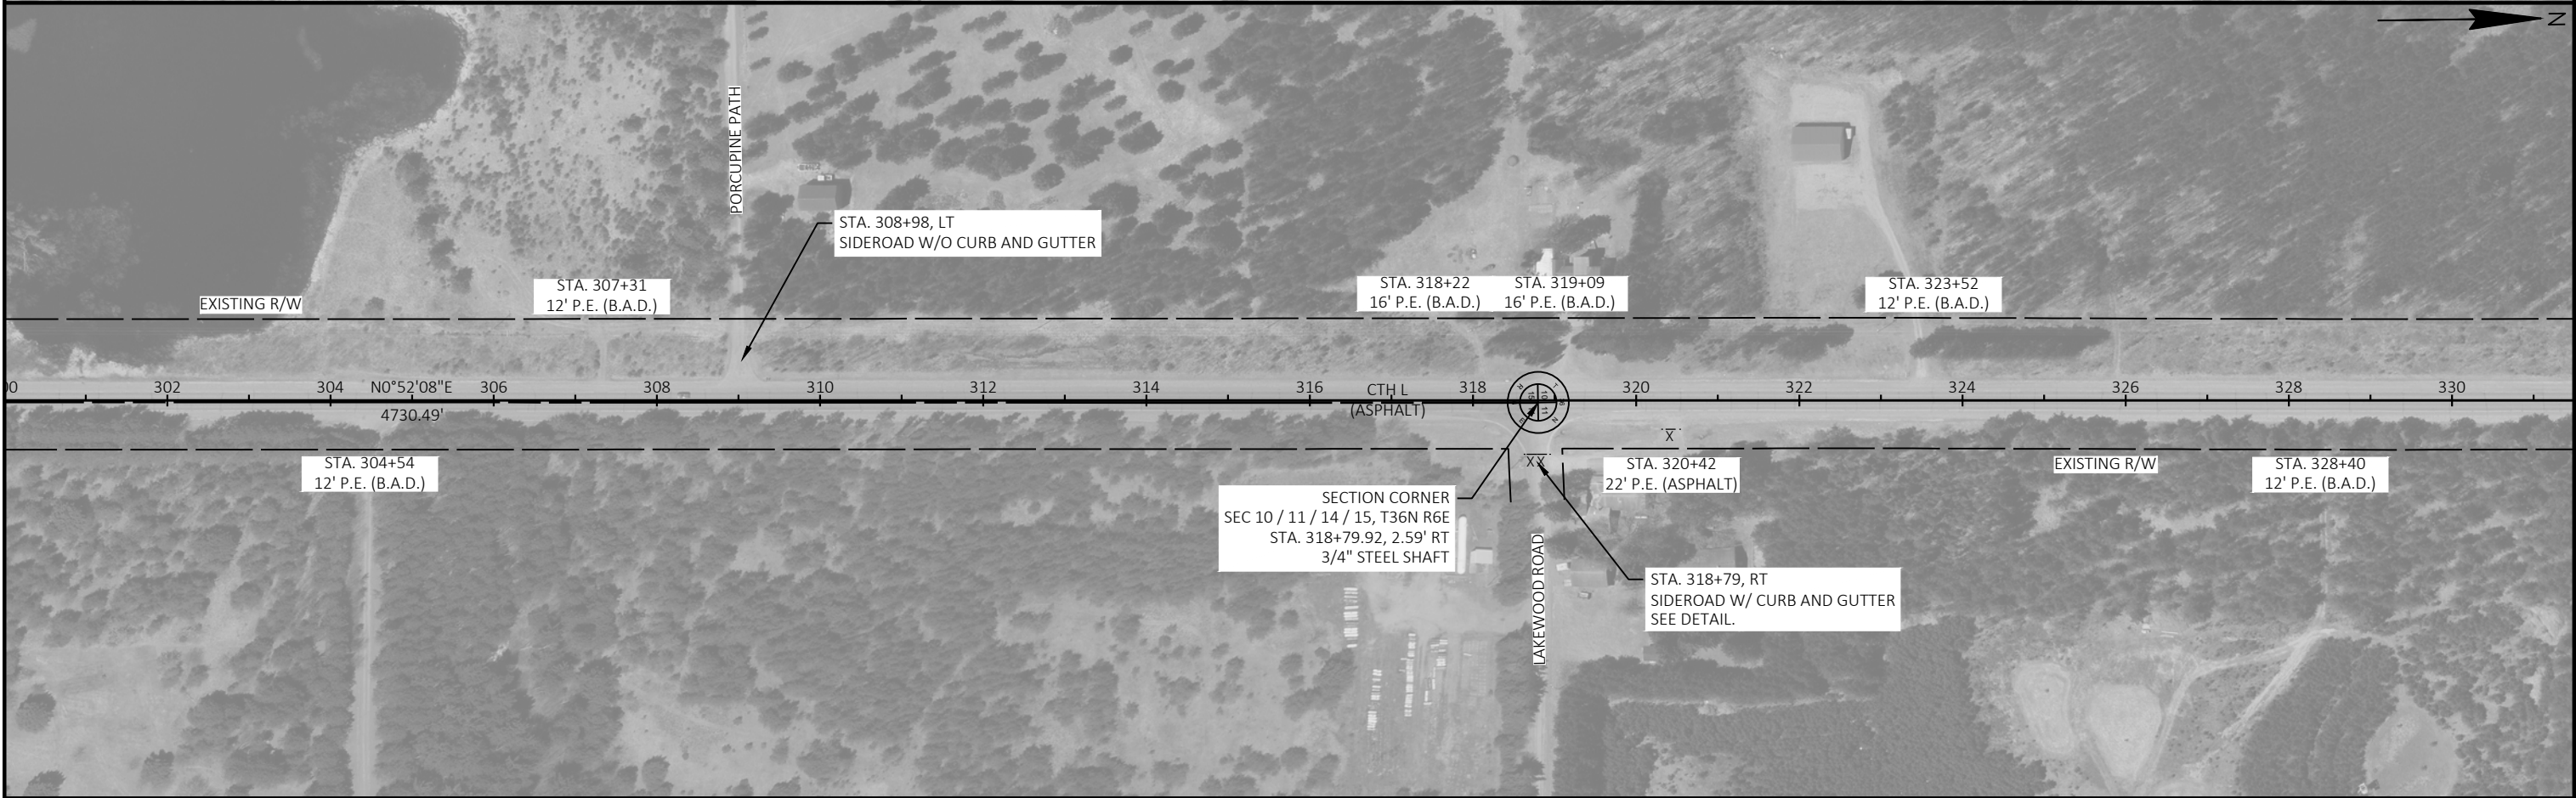 N
PORCUPINE PATH
STA. 308+98, LT
SIDEROAD W/O CURB AND GUTTER
EXISTING R/W
STA. 307+31
12' P.E. (B.A.D.)
STA. 318+22
16' P.E. (B.A.D.)
STA. 319+09
16' P.E. (B.A.D.)
STA. 323+52
12' P.E. (B.A.D.)
00 302 304 N0°52'08"E 306 308 310 312 314 316 CTH L 318 320 322 324 326 328 330
4730.49'
(ASPHALT)
X
X X
STA. 304+54
12' P.E. (B.A.D.)
STA. 320+42
22' P.E. (ASPHALT)
EXISTING R/W
STA. 328+40
12' P.E. (B.A.D.)
SECTION CORNER
SEC 10 / 11 / 14 / 15, T36N R6E
STA. 318+79.92, 2.59' RT
3/4" STEEL SHAFT
LAKEWOOD ROAD
STA. 318+79, RT
SIDEROAD W/ CURB AND GUTTER
SEE DETAIL.